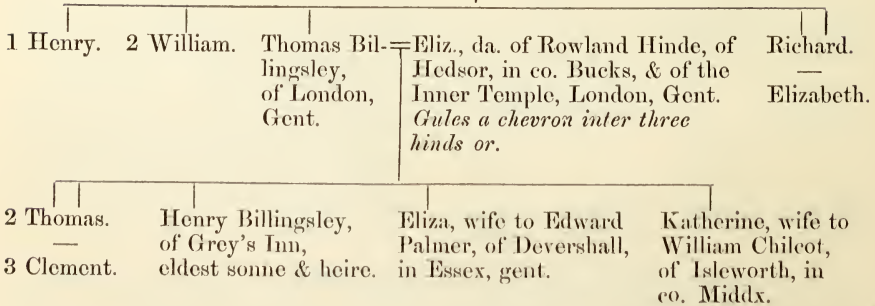 1 Henry.
2 William.
Thomas Bil-
lingsley,
of London,
Gent.
Eliz., da. of Rowland Hinde, of
Hedsor, in co. Bucks, & of the
Inner Temple, London, Gent.
Gules a chevron inter three
hinds or.
Richard.
—
Elizabeth.
2 Thomas.
—
3 Clement.
Henry Billingsley,
of Grey's Inn,
eldest sonne & heire.
Eliza, wife to Edward
Palmer, of Devershall,
in Essex, gent.
Katherine, wife to
William Chilcot,
of Isleworth, in
co. Middx.